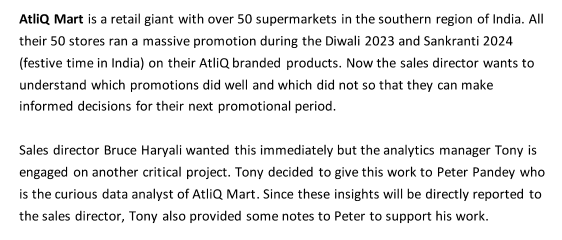 AtliQ Mart is a retail giant with over 50 supermarkets in the southern region of India. All
their 50 stores ran a massive promotion during the Diwali 2023 and Sankranti 2024
(festive time in India) on their AtliQ branded products. Now the sales director wants to
understand which promotions did well and which did not so that they can make
informed decisions for their next promotional period.
Sales director Bruce Haryali wanted this immediately but the analytics manager Tony is
engaged on another critical project. Tony decided to give this work to Peter Pandey who
is the curious data analyst of AtliQ Mart. Since these insights will be directly reported to
the sales director, Tony also provided some notes to Peter to support his work.